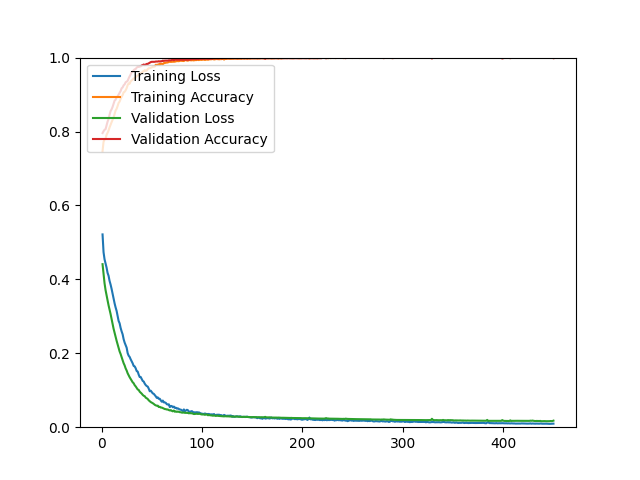 1.0
0.8
0.6
0.4
0.2
0.0
Training Loss
Training Accuracy
Validation Loss
Validation Accuracy
0 100 200 300 400